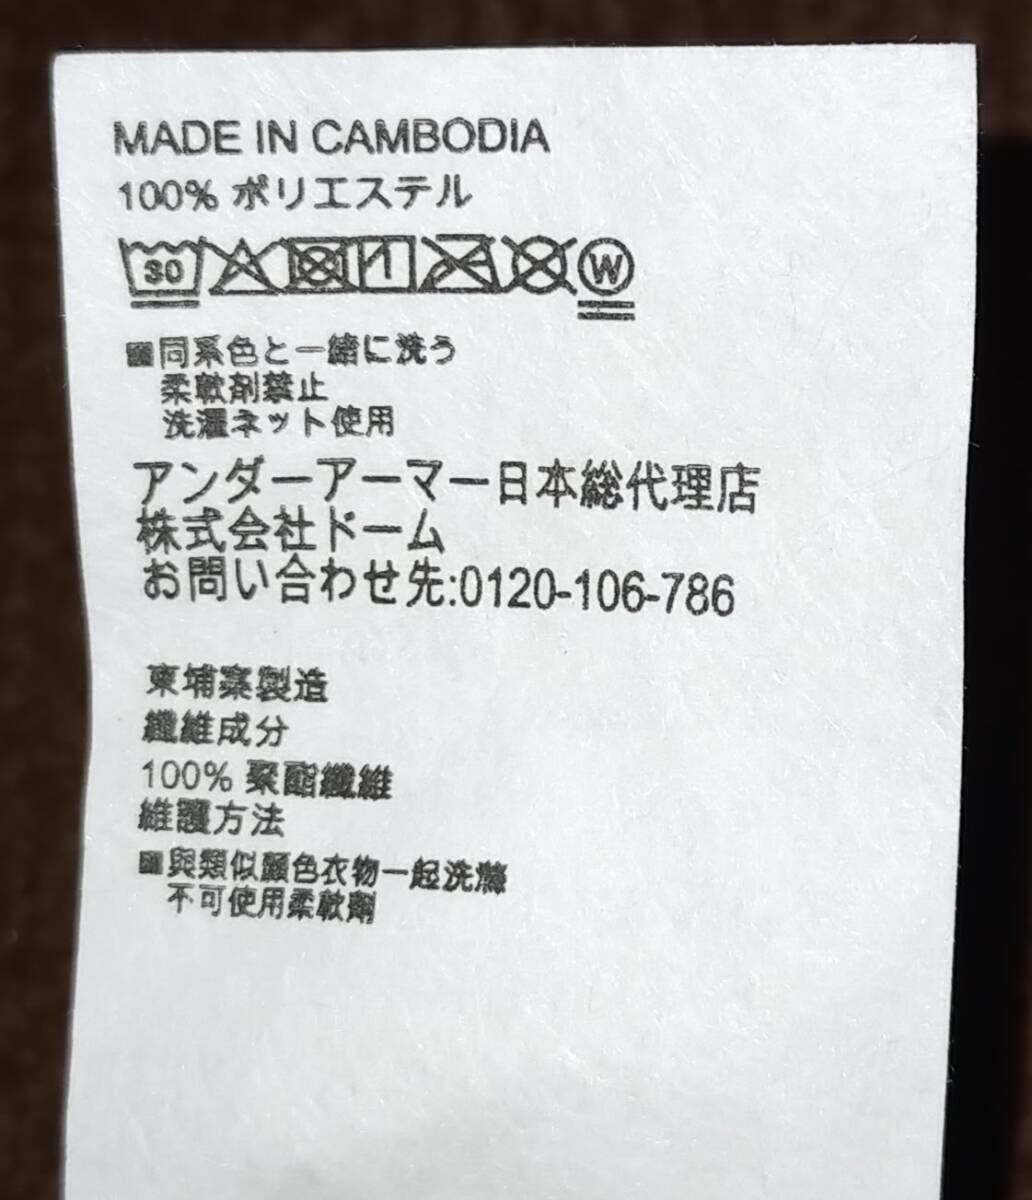 MADE IN CAMBODIA
100% ポリエステル
30 W
■同系色と一緒に洗う
柔軟剤禁止
洗濯ネット使用
アンダーアーマー日本総代理店
株式会社ドーム
お問い合わせ先:0120-106-786
柬埔寨製造
纖維成分
100% 聚酯纖維
維護方法
■與類似顏色衣物一起洗滌
不可使用柔軟劑